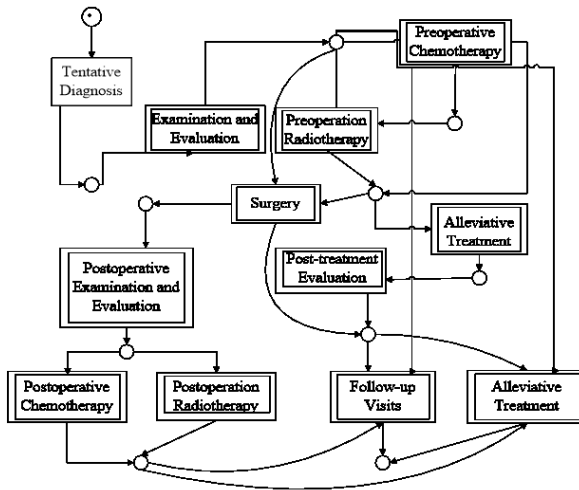 Preoperative
Chemotherapy
Tentative
Diagnosis
Examination and
Evaluation
Preoperation
Radiotherapy
Surgery
Alleviative
Treatment
Postoperative
Examination and
Evaluation
Post-treatment
Evaluation
Postoperative
Chemotherapy
Postoperation
Radiotherapy
Follow-up
Visits
Alleviative
Treatment